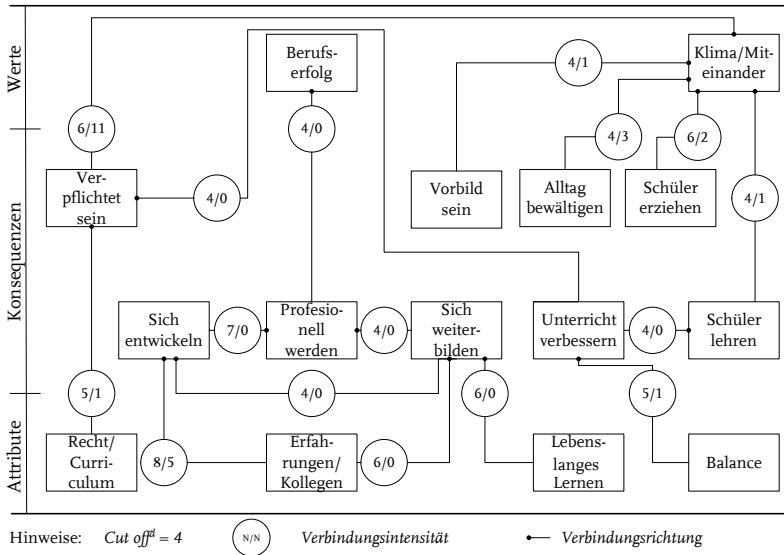 Werte
Berufs-
erfolg
Klima/Mit-
einander
4/1
6/11
4/0
4/3
6/2
Konsequenzen
Ver-
pflichtet
sein
4/0
Vorbild
sein
Alltag
bewältigen
Schüler
erziehen
4/1
Sich
entwickeln
7/0
Profesio-
nell
werden
4/0
Sich
weiter-
bilden
Unterricht
verbessern
4/0
Schüler
lehren
Attribute
5/1
4/0
6/0
5/1
Recht/
Curri-
culum
8/5
Erfah-
rungen/
Kollegen
6/0
Lebens-
langes
Lernen
Balance
Hinweise: Cut off^d = 4 N/N Verbindungsintensität Verbindungsrichtung